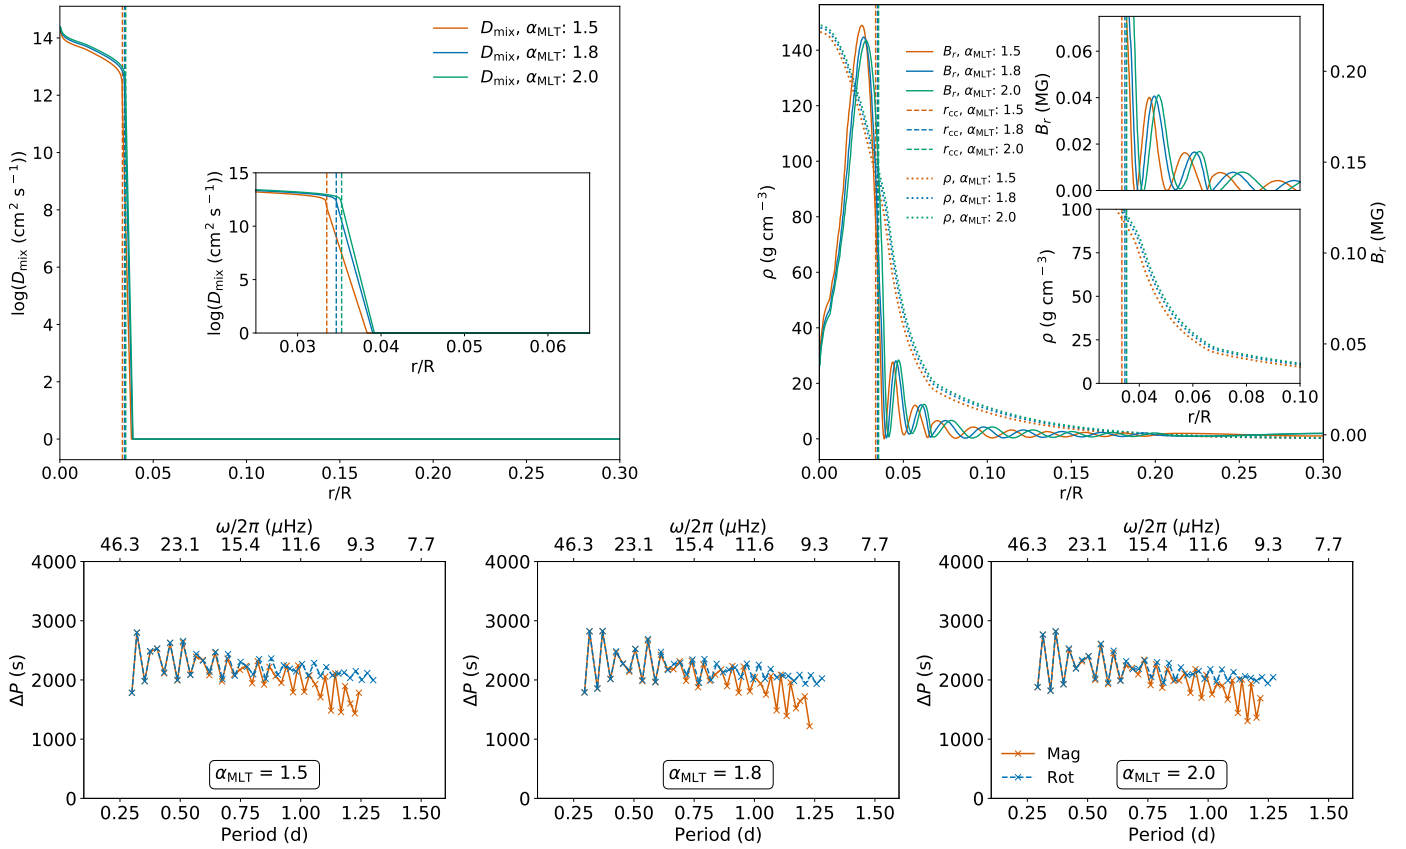 14
12
10
8
6
4
2
0
log(D_mix (cm² s⁻¹))
0.00 0.05 0.10 0.15 0.20 0.25 0.30
r/R
D_mix, α_MLT: 1.5
D_mix, α_MLT: 1.8
D_mix, α_MLT: 2.0
15
10
5
0
log(D_mix (cm² s⁻¹))
0.03 0.04 0.05 0.06
r/R
140
120
100
80
60
40
20
0
ρ (g cm⁻³)
0.00 0.05 0.10 0.15 0.20 0.25 0.30
r/R
B_r, α_MLT: 1.5
B_r, α_MLT: 1.8
B_r, α_MLT: 2.0
r_cc, α_MLT: 1.5
r_cc, α_MLT: 1.8
r_cc, α_MLT: 2.0
ρ, α_MLT: 1.5
ρ, α_MLT: 1.8
ρ, α_MLT: 2.0
0.06
0.04
0.02
0.00
B_r (MG)
100
75
50
25
0
ρ (g cm⁻³)
0.04 0.06 0.08 0.10
r/R
0.20
0.15
0.10
0.05
0.00
B_r (MG)
ω/2π (μHz)
46.3 23.1 15.4 11.6 9.3 7.7
4000
3000
2000
1000
0
ΔP (s)
α_MLT = 1.5
0.25 0.50 0.75 1.00 1.25 1.50
Period (d)
ω/2π (μHz)
46.3 23.1 15.4 11.6 9.3 7.7
4000
3000
2000
1000
0
ΔP (s)
α_MLT = 1.8
0.25 0.50 0.75 1.00 1.25 1.50
Period (d)
ω/2π (μHz)
46.3 23.1 15.4 11.6 9.3 7.7
4000
3000
2000
1000
0
ΔP (s)
Mag
Rot
α_MLT = 2.0
0.25 0.50 0.75 1.00 1.25 1.50
Period (d)